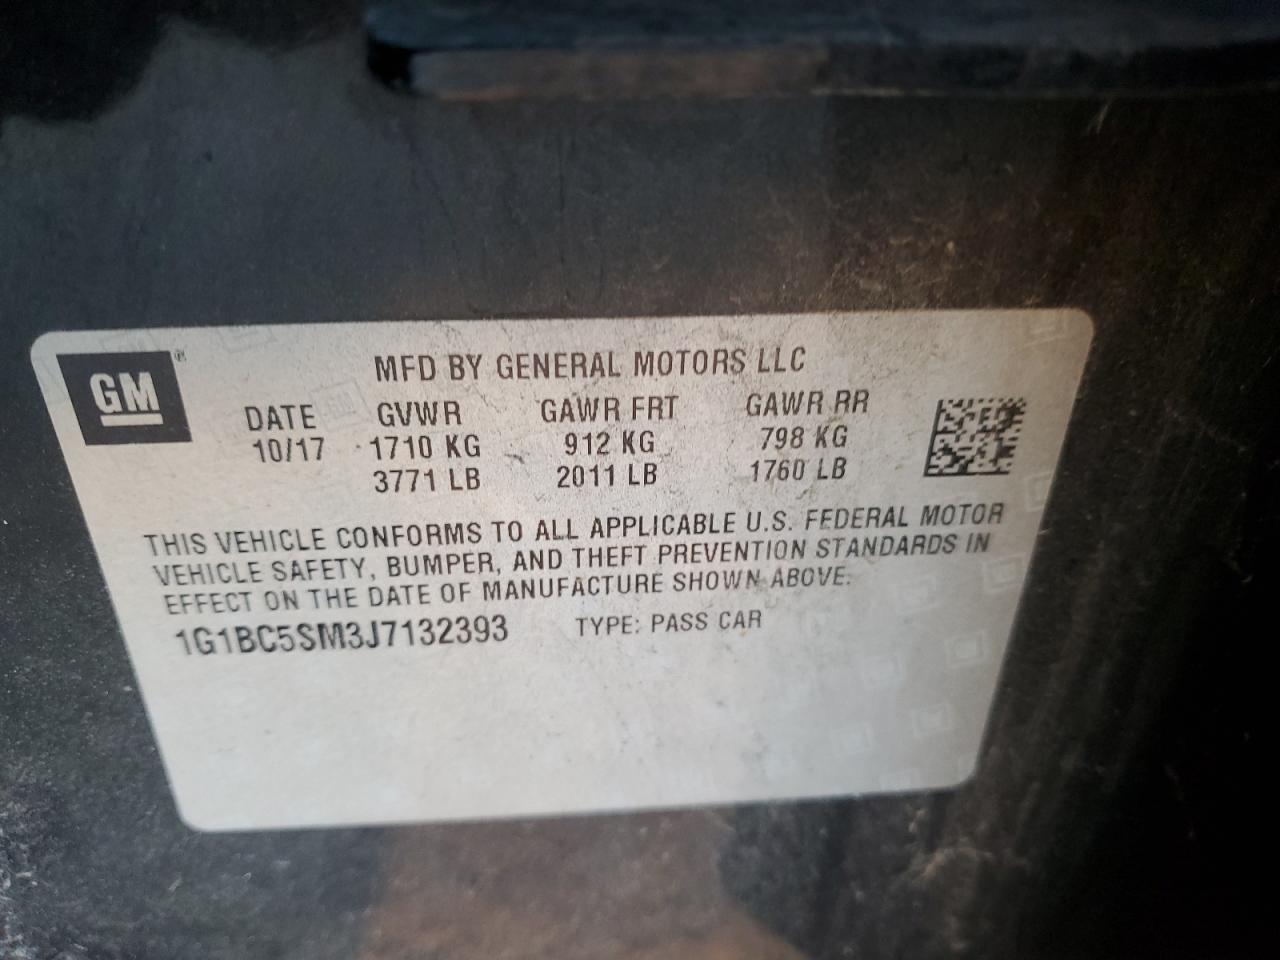 GM®
MFD BY GENERAL MOTORS LLC
DATE GVWR GAWR FRT GAWR RR
10/17 1710 KG 912 KG 798 KG
3771 LB 2011 LB 1760 LB
THIS VEHICLE CONFORMS TO ALL APPLICABLE U.S. FEDERAL MOTOR
VEHICLE SAFETY, BUMPER, AND THEFT PREVENTION STANDARDS IN
EFFECT ON THE DATE OF MANUFACTURE SHOWN ABOVE.
1G1BC5SM3J7132393 TYPE: PASS CAR